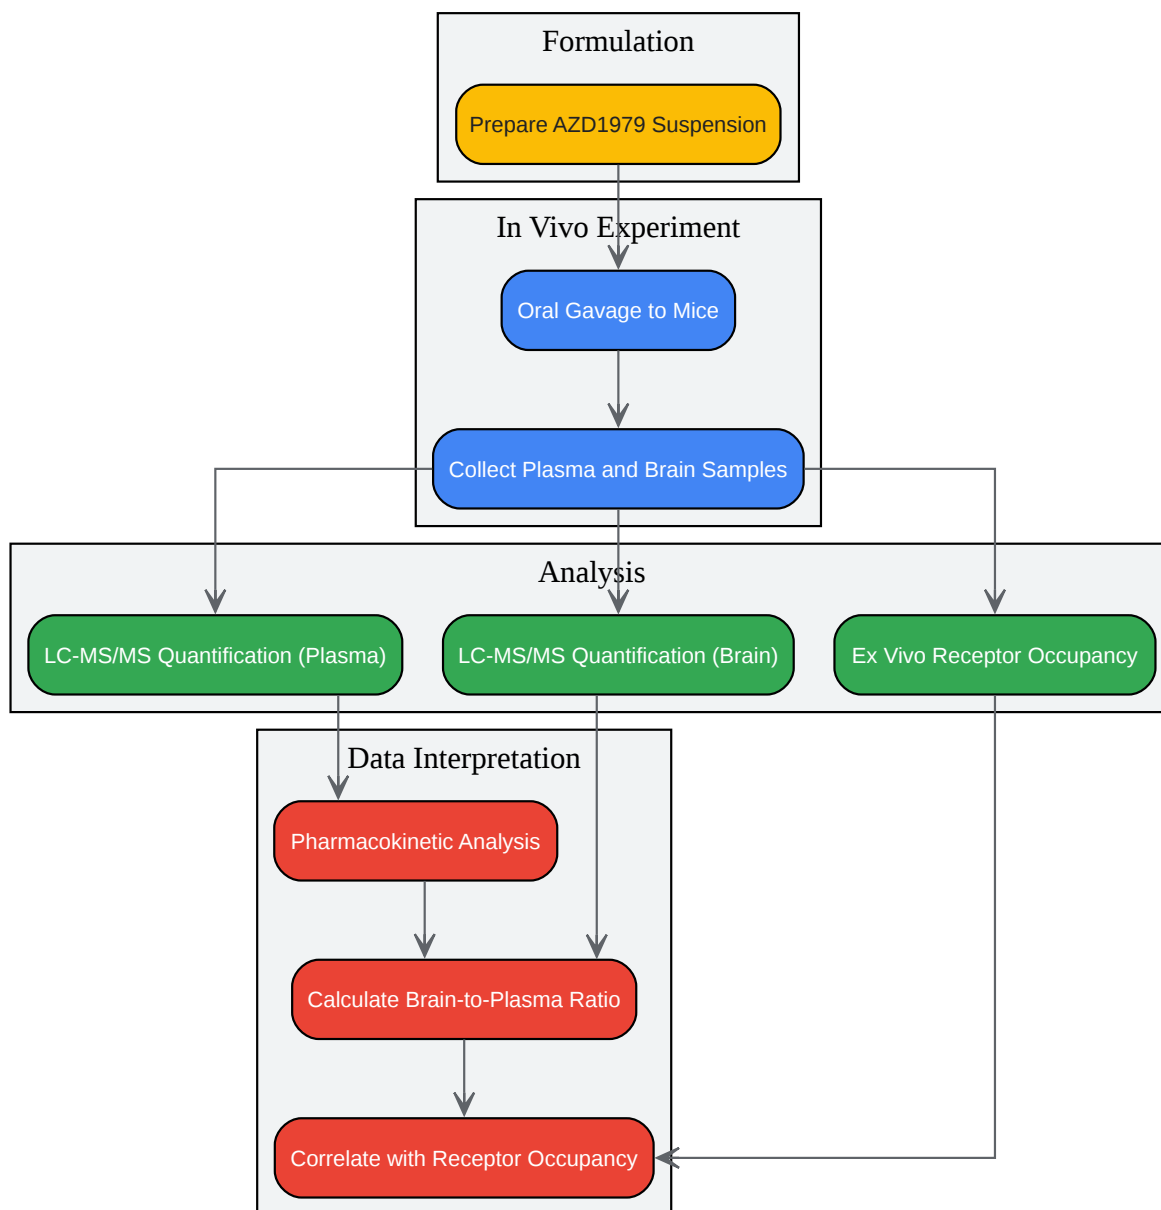 Formulation
Prepare AZD1979 Suspension
In Vivo Experiment
Oral Gavage to Mice
Collect Plasma and Brain Samples
Analysis
LC-MS/MS Quantification (Plasma)
LC-MS/MS Quantification (Brain)
Ex Vivo Receptor Occupancy
Data Interpretation
Pharmacokinetic Analysis
Calculate Brain-to-Plasma Ratio
Correlate with Receptor Occupancy